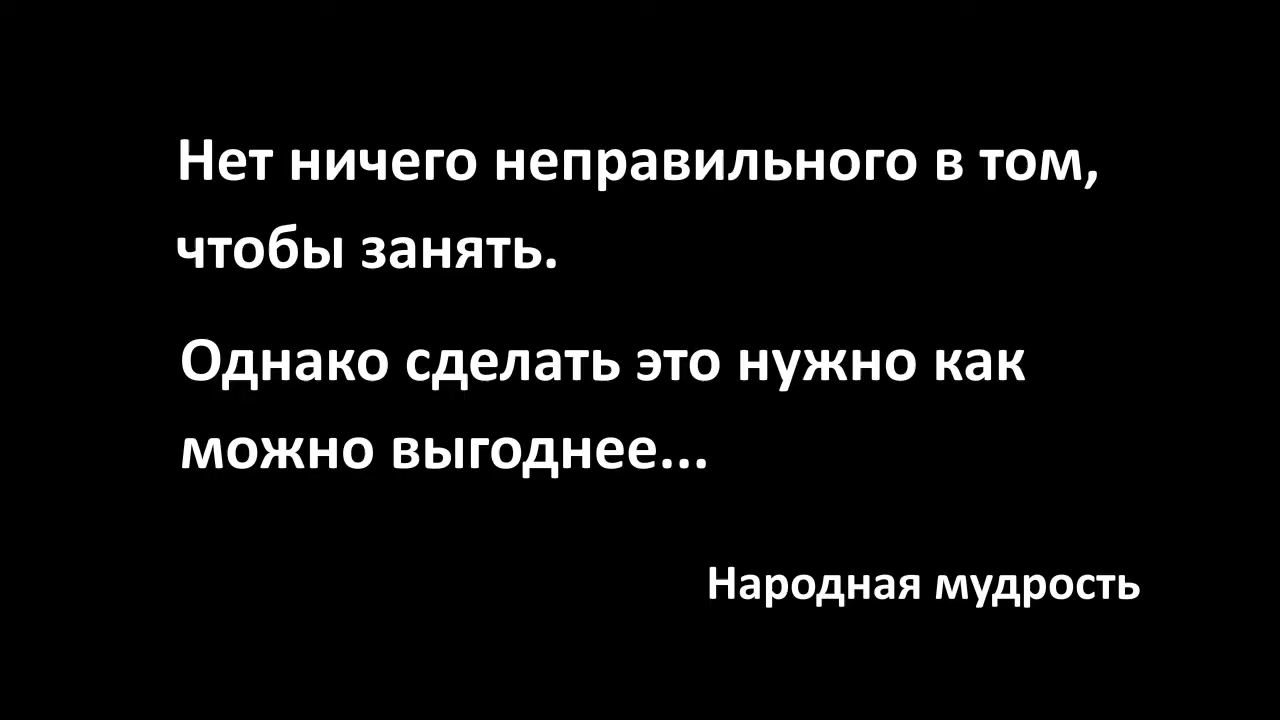 Нет ничего неправильного в том,
чтобы занять.
Однако сделать это нужно как
можно выгоднее...
Народная мудрость